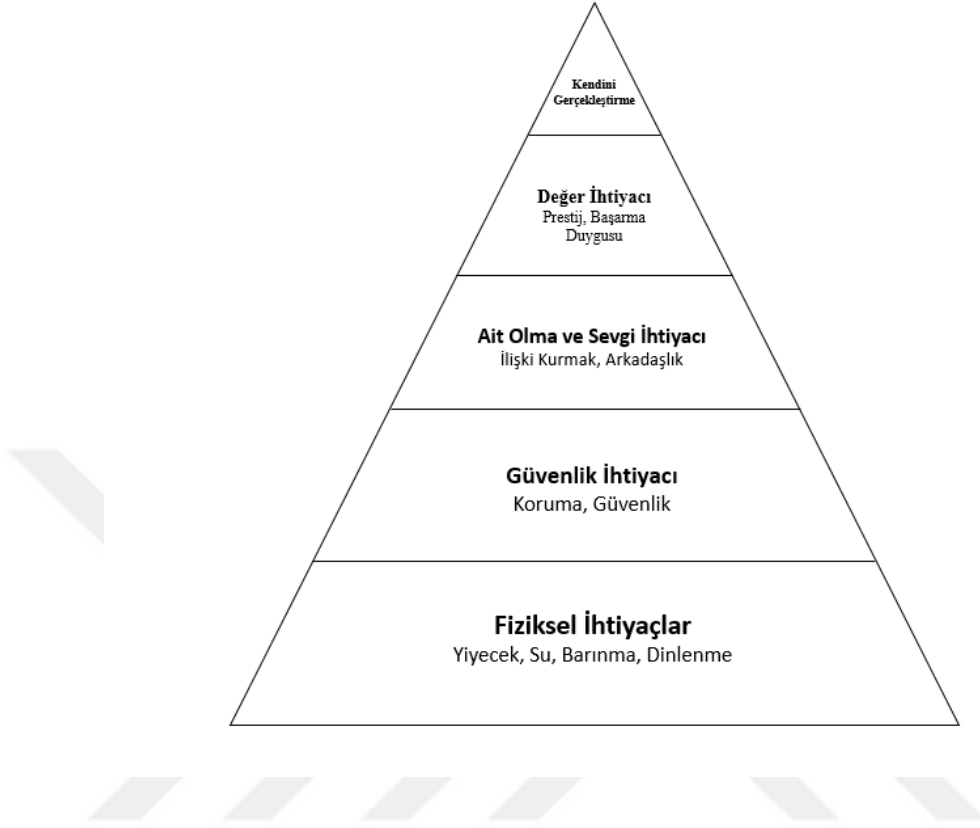 Kendini
Gerçekleştirme
Değer İhtiyacı
Prestij, Başarma
Duygusu
Ait Olma ve Sevgi İhtiyacı
İlişki Kurmak, Arkadaşlık
Güvenlik İhtiyacı
Koruma, Güvenlik
Fiziksel İhtiyaçlar
Yiyecek, Su, Barınma, Dinlenme